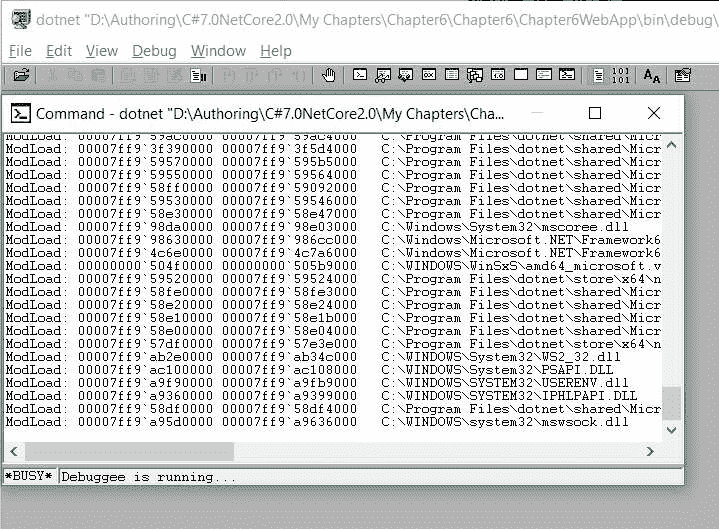 dotnet "D:\Authoring\C#7.0NetCore2.0\My Chapters\Chapter6\Chapter6\Chapter6WebApp\bin\debug\
File Edit View Debug Window Help
Command - dotnet "D:\Authoring\C#7.0NetCore2.0\My Chapters\Cha...
ModLoad: 00007ff9`59ac0000 00007ff9`59ac4000 C:\Program Files\dotnet\shared\Micr
ModLoad: 00007ff9`3f390000 00007ff9`3f5d4000 C:\Program Files\dotnet\shared\Micr
ModLoad: 00007ff9`59570000 00007ff9`595b5000 C:\Program Files\dotnet\shared\Micr
ModLoad: 00007ff9`59550000 00007ff9`59564000 C:\Program Files\dotnet\shared\Micr
ModLoad: 00007ff9`58ff0000 00007ff9`59092000 C:\Program Files\dotnet\shared\Micr
ModLoad: 00007ff9`59530000 00007ff9`59546000 C:\Program Files\dotnet\shared\Micr
ModLoad: 00007ff9`58e30000 00007ff9`58e47000 C:\Program Files\dotnet\shared\Micr
ModLoad: 00007ff9`98da0000 00007ff9`98e03000 C:\Windows\System32\mscoree.dll
ModLoad: 00007ff9`98630000 00007ff9`986cc000 C:\Windows\Microsoft.NET\Framework6
ModLoad: 00007ff9`4c6e0000 00007ff9`4c7a6000 C:\Windows\Microsoft.NET\Framework6
ModLoad: 00000000`504f0000 00000000`505b9000 C:\WINDOWS\WinSxS\amd64_microsoft.v
ModLoad: 00007ff9`59520000 00007ff9`59524000 C:\Program Files\dotnet\store\x64\n
ModLoad: 00007ff9`58fe0000 00007ff9`58fe3000 C:\Program Files\dotnet\shared\Micr
ModLoad: 00007ff9`58e20000 00007ff9`58e24000 C:\Program Files\dotnet\shared\Micr
ModLoad: 00007ff9`58e10000 00007ff9`58e1b000 C:\Program Files\dotnet\shared\Micr
ModLoad: 00007ff9`58e00000 00007ff9`58e04000 C:\Program Files\dotnet\shared\Micr
ModLoad: 00007ff9`57df0000 00007ff9`57e3e000 C:\Program Files\dotnet\store\x64\n
ModLoad: 00007ff9`ab2e0000 00007ff9`ab34c000 C:\WINDOWS\System32\WS2_32.dll
ModLoad: 00007ff9`ac100000 00007ff9`ac108000 C:\WINDOWS\System32\PSAPI.DLL
ModLoad: 00007ff9`a9f90000 00007ff9`a9fb9000 C:\WINDOWS\SYSTEM32\USERENV.dll
ModLoad: 00007ff9`a9360000 00007ff9`a9399000 C:\WINDOWS\SYSTEM32\IPHLPAPI.DLL
ModLoad: 00007ff9`58df0000 00007ff9`58df4000 C:\Program Files\dotnet\shared\Micr
ModLoad: 00007ff9`a95d0000 00007ff9`a9636000 C:\WINDOWS\system32\mswsock.dll
*BUSY* Debuggee is running...